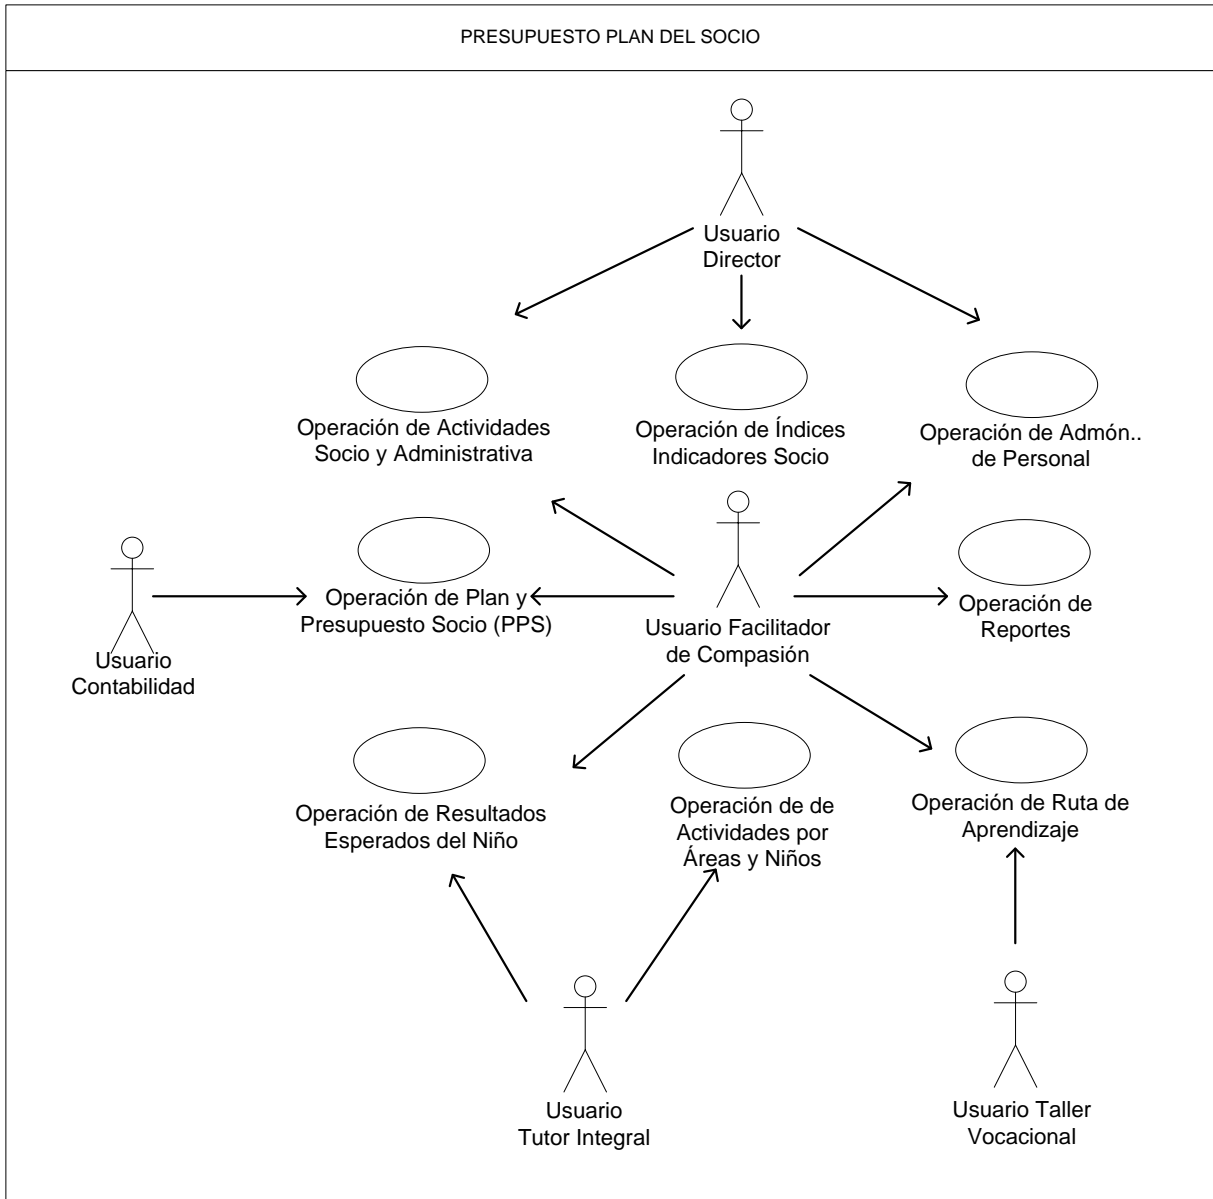 PRESUPUESTO PLAN DEL SOCIO
Usuario
Director
Operación de Actividades
Socio y Administrativa
Operación de Índices
Indicadores Socio
Operación de Admón..
de Personal
Usuario
Contabilidad
Operación de Plan y
Presupuesto Socio (PPS)
Usuario Facilitador
de Compasión
Operación de
Reportes
Operación de Resultados
Esperados del Niño
Operación de de
Actividades por
Áreas y Niños
Operación de Ruta de
Aprendizaje
Usuario
Tutor Integral
Usuario Taller
Vocacional